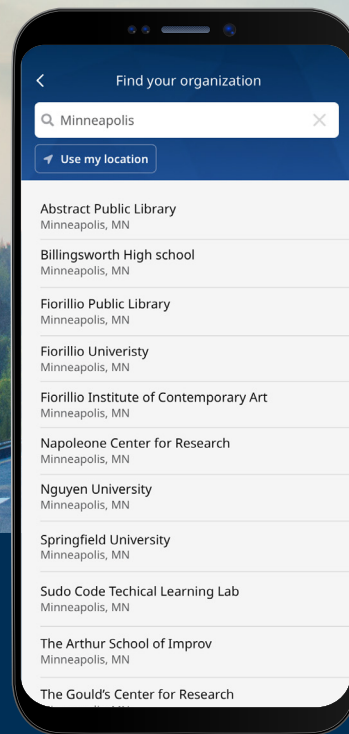 Find your organization
Minneapolis
Use my location
Abstract Public Library
Minneapolis, MN
Billingsworth High school
Minneapolis, MN
Fiorillio Public Library
Minneapolis, MN
Fiorillio Univeristy
Minneapolis, MN
Fiorillio Institute of Contemporary Art
Minneapolis, MN
Napoleone Center for Research
Minneapolis, MN
Nguyen University
Minneapolis, MN
Springfield University
Minneapolis, MN
Sudo Code Techical Learning Lab
Minneapolis, MN
The Arthur School of Improv
Minneapolis, MN
The Gould's Center for Research